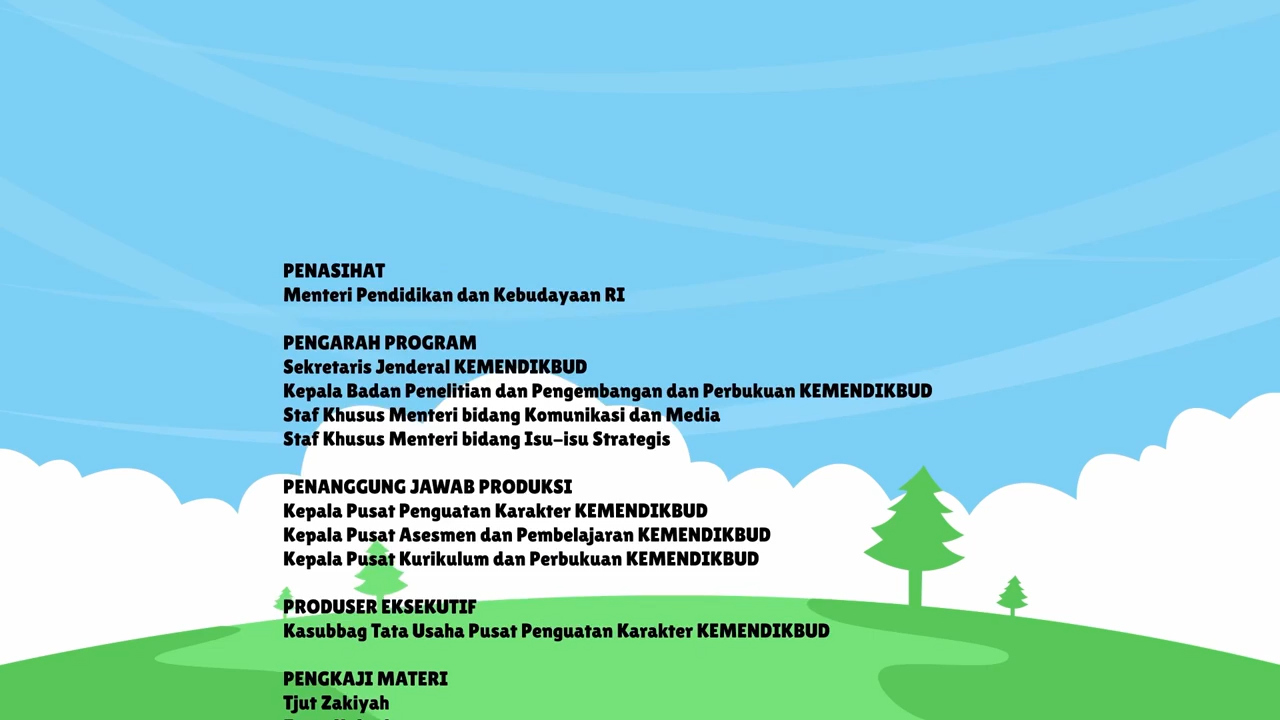 PENASIHAT
Menteri Pendidikan dan Kebudayaan RI
PENGARAH PROGRAM
Sekretaris Jenderal KEMENDIKBUD
Kepala Badan Penelitian dan Pengembangan dan Perbukuan KEMENDIKBUD
Staf Khusus Menteri bidang Komunikasi dan Media
Staf Khusus Menteri bidang Isu-isu Strategis
PENANGGUNG JAWAB PRODUKSI
Kepala Pusat Penguatan Karakter KEMENDIKBUD
Kepala Pusat Asesmen dan Pembelajaran KEMENDIKBUD
Kepala Pusat Kurikulum dan Perbukuan KEMENDIKBUD
PRODUSER EKSEKUTIF
Kasubbag Tata Usaha Pusat Penguatan Karakter KEMENDIKBUD
PENGKAJI MATERI
Tjut Zakiyah